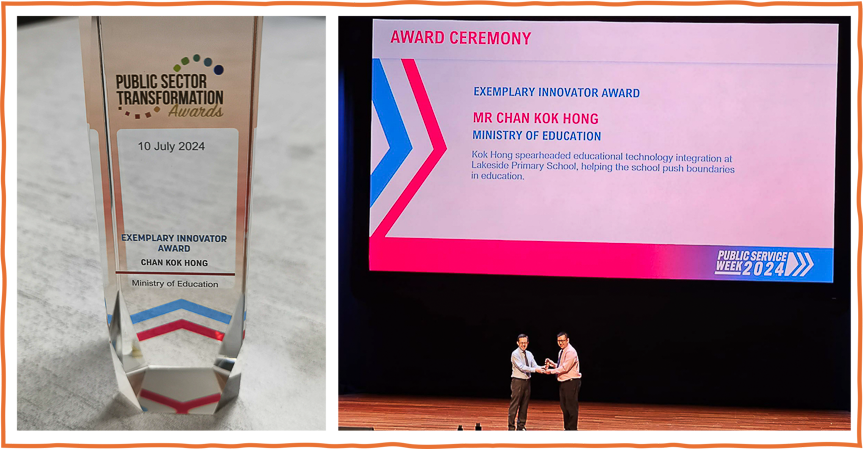 PUBLIC SECTOR
TRANSFORMATION
Awards
10 July 2024
EXEMPLARY INNOVATOR
AWARD
CHAN KOK HONG
Ministry of Education
AWARD CEREMONY
EXEMPLARY INNOVATOR AWARD
MR CHAN KOK HONG
MINISTRY OF EDUCATION
Kok Hong spearheaded educational technology integration at
Lakeside Primary School, helping the school push boundaries
in education.
PUBLIC SERVICE
WEEK 2024